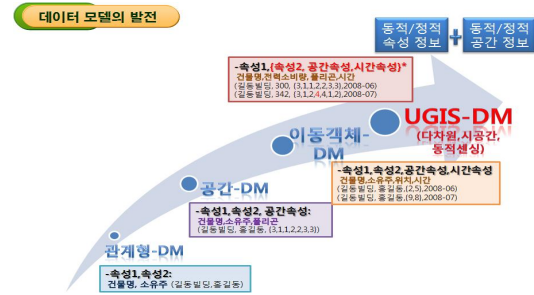 데이터 모델의 발전
동적/정적
속성 정보
+
동적/정적
공간 정보
-속성1,{속성2, 공간속성,시간속성}*
건물명,전력소비량,폴리곤,시간
(길동빌딩, 300, (3,1,1,2,2,3,3),2008-06)
(길동빌딩, 342, (3,1,2,4,4,1,2),2008-07)
UGIS-DM
(다차원,시공간,
동적센싱)
이동객체-
DM
-속성1,속성2,공간속성,시간속성
건물명,소유주,위치,시간
(길동빌딩, 홍길동,(2,5),2008-06)
(길동빌딩, 홍길동,(9,8),2008-07)
공간-DM
-속성1,속성2, 공간속성:
건물명,소유주,폴리곤
(길동빌딩, 홍길동, (3,1,1,2,2,3,3))
관계형-DM
-속성1,속성2:
건물명, 소유주 (길동빌딩,홍길동)